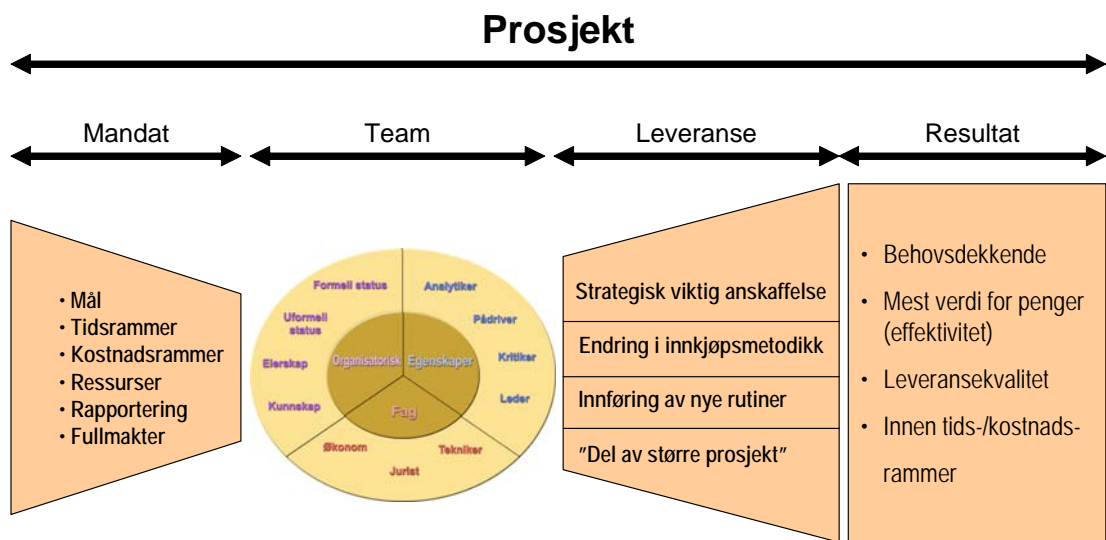 Prosjekt
Mandat
Team
Leveranse
Resultat
• Mål
• Tidsrammer
• Kostnadsrammer
• Ressurser
• Rapportering
• Fullmakter
Formell status
Uformell
status
Eierskap
Kunnskap
Organisatorisk
Analytiker
Pådriver
Kritiker
Leder
Egenskaper
Fag
Økonom
Jurist
Tekniker
Strategisk viktig anskaffelse
Endring i innkjøpsmetodikk
Innføring av nye rutiner
”Del av større prosjekt”
• Behovsdekkende
• Mest verdi for penger
(effektivitet)
• Leveransekvalitet
• Innen tids-/kostnads-
rammer